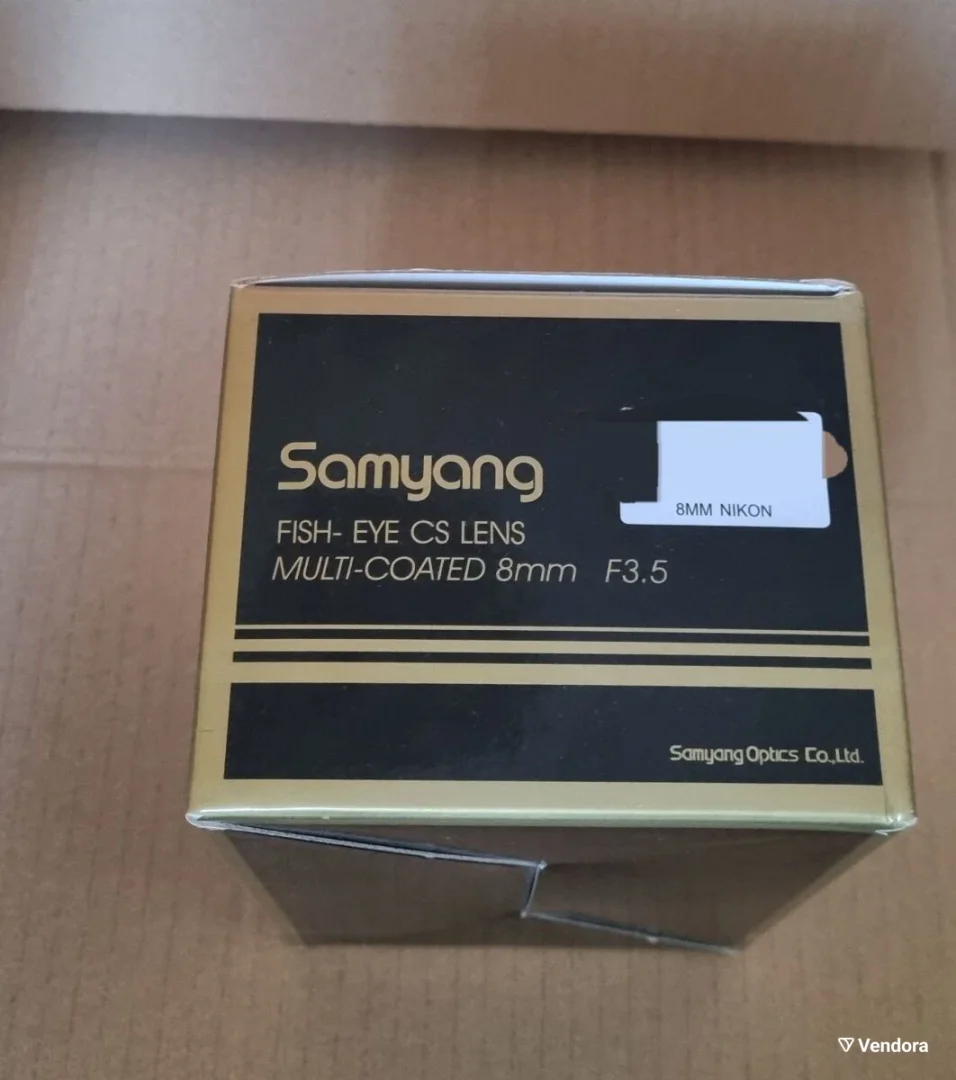 Samyang
FISH- EYE CS LENS
MULTI-COATED 8mm F3.5
8MM NIKON
Samyang Optics Co.,Ltd.
Vendora